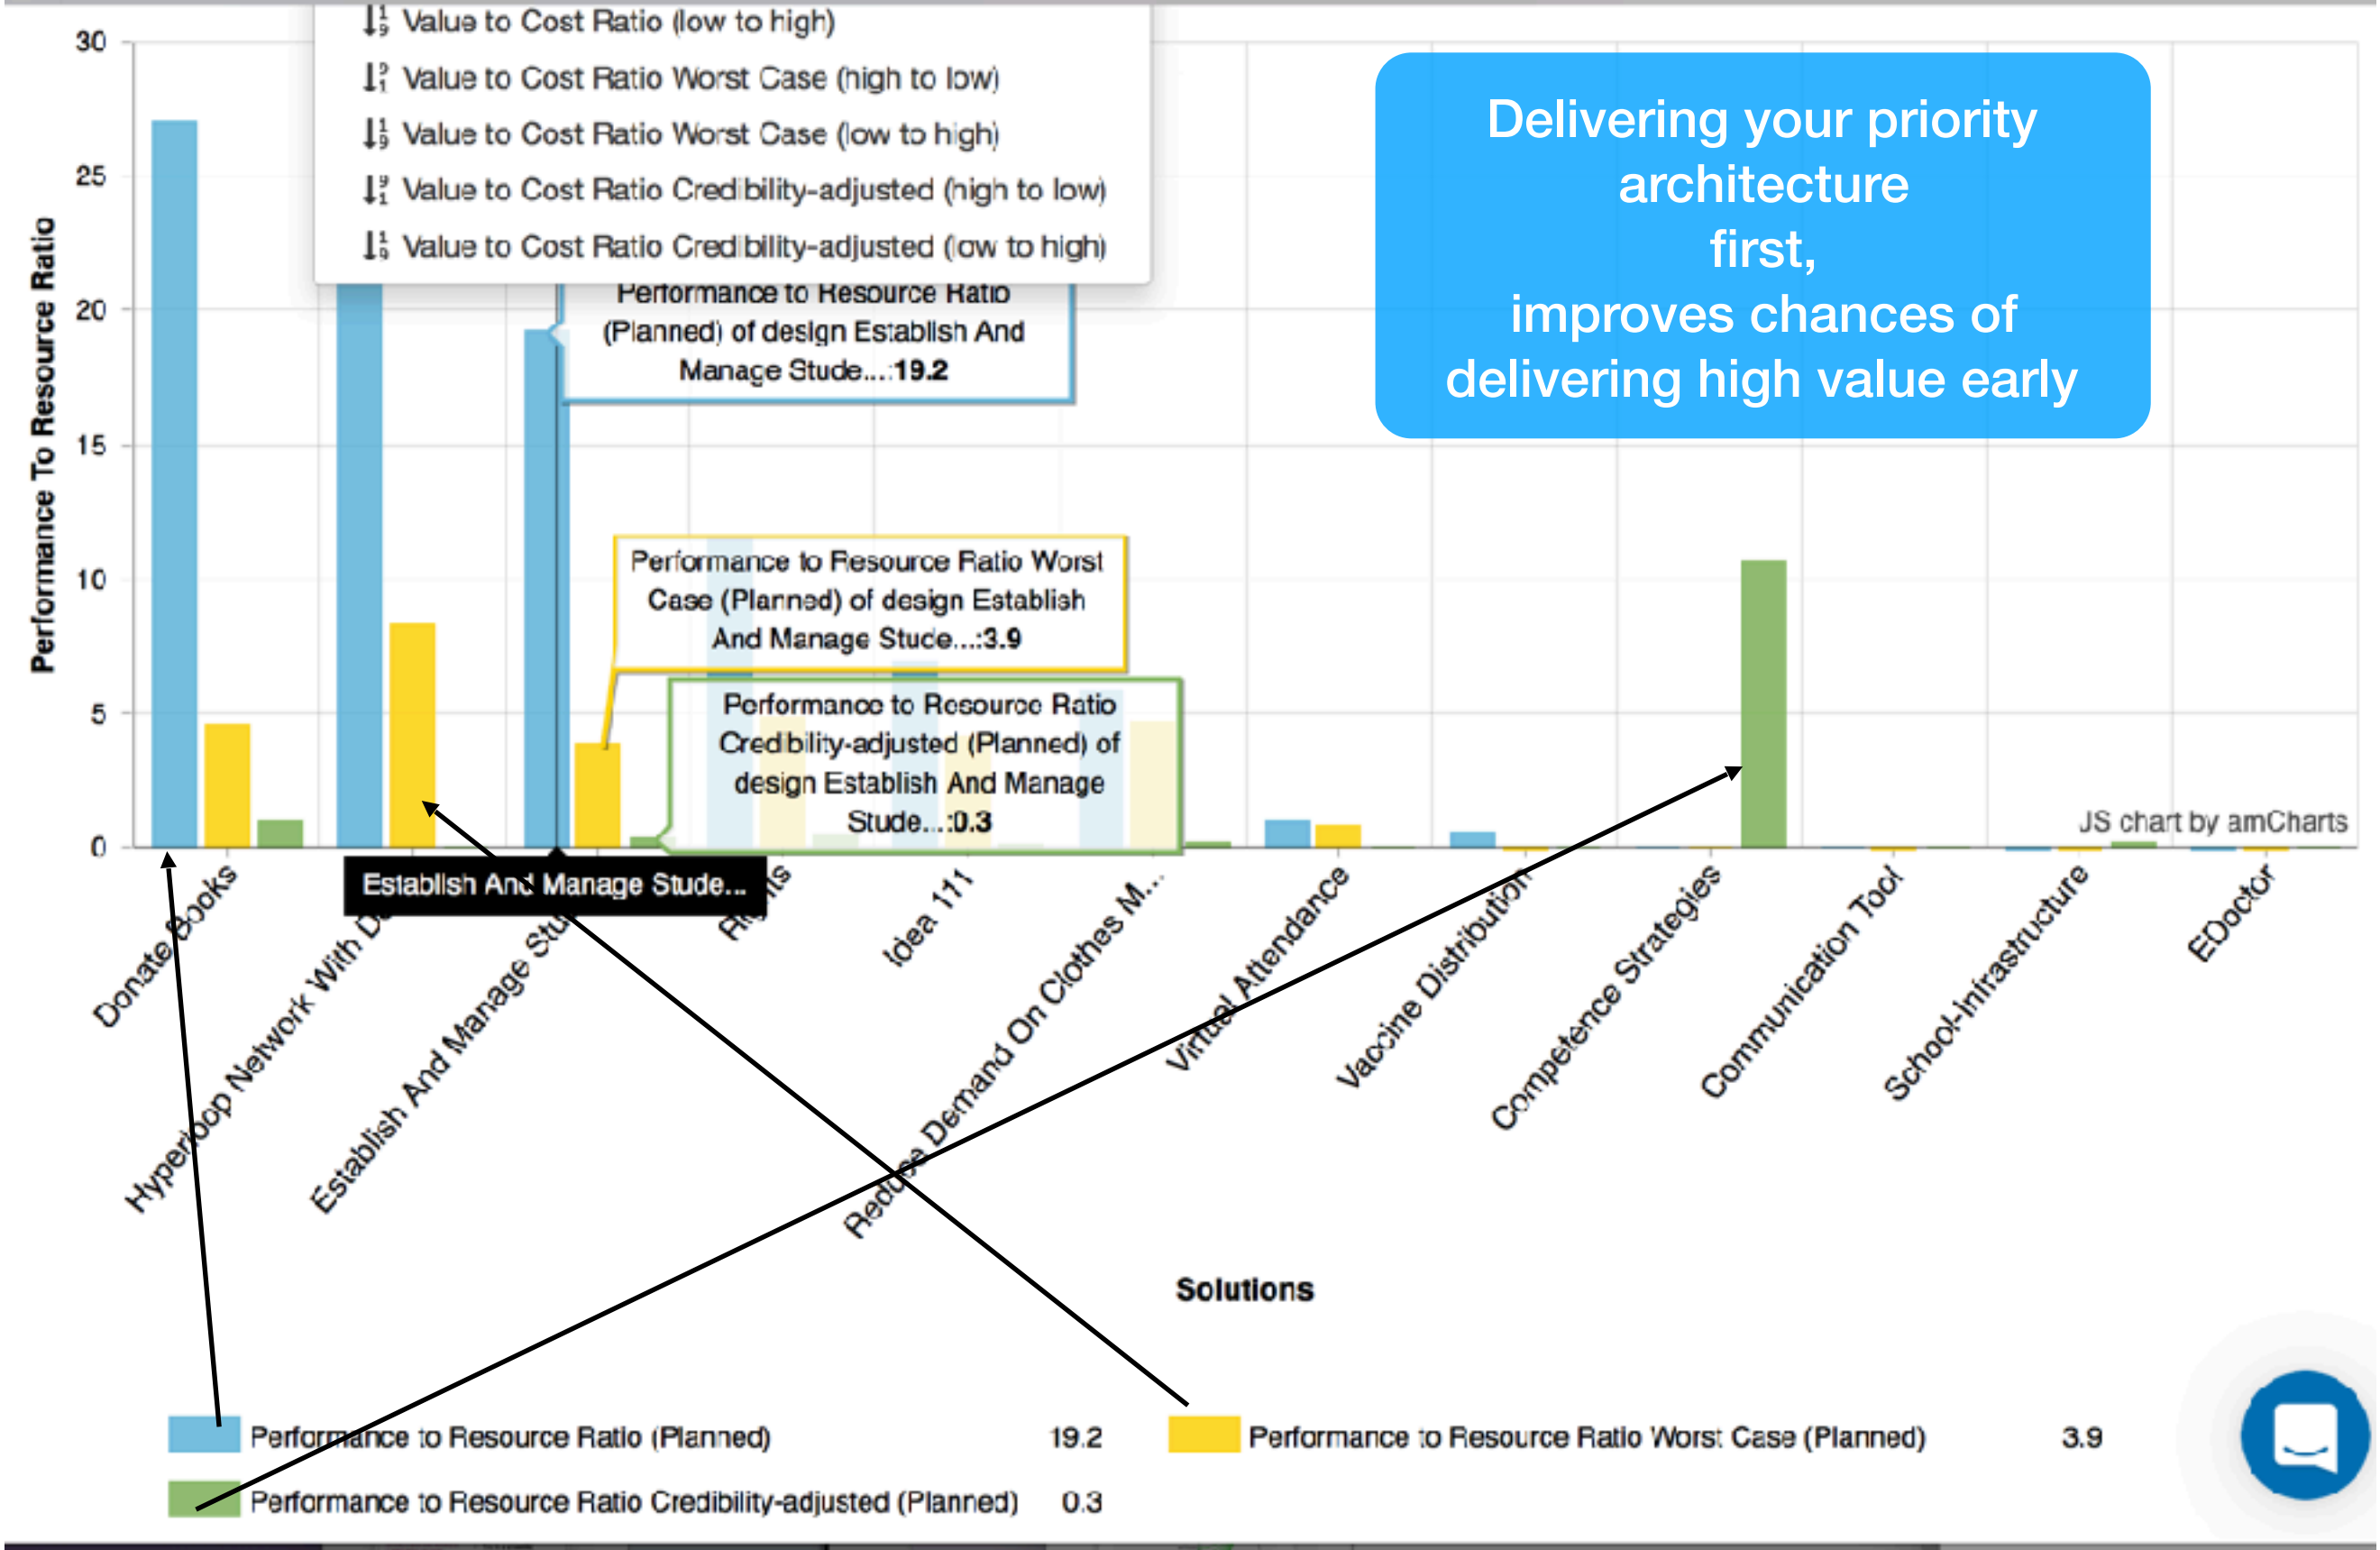 Value to Cost Ratio (low to high)
Value to Cost Ratio Worst Case (high to low)
Value to Cost Ratio Worst Case (low to high)
Value to Cost Ratio Credibility-adjusted (high to low)
Value to Cost Ratio Credibility-adjusted (low to high)
Delivering your priority
architecture
first,
improves chances of
delivering high value early
Performance To Resource Ratio
30
25
20
15
10
5
0
Performance to Resource Ratio
(Planned) of design Establish And
Manage Stude...:19.2
Performance to Resource Ratio Worst
Case (Planned) of design Establish
And Manage Stude...:3.9
Performance to Resource Ratio
Credibility-adjusted (Planned) of
design Establish And Manage
Stude...:0.3
JS chart by amCharts
Establish And Manage Stude...
Donate Books
Hyperloop Network With
Establish And Manage
Idea 111
Reduce Demand On Clothes M...
Virtual Attendance
Vaccine Distribution
Competence Strategies
Communication Tool
School-Infrastructure
EDoctor
Solutions
Performance to Resource Ratio (Planned) 19.2
Performance to Resource Ratio Worst Case (Planned) 3.9
Performance to Resource Ratio Credibility-adjusted (Planned) 0.3